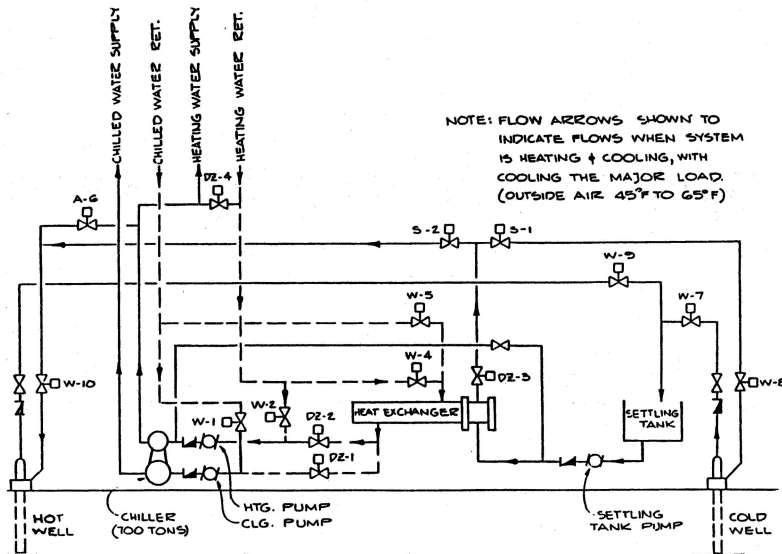 CHILLED WATER SUPPLY
CHILLED WATER RET.
HEATING WATER SUPPLY
HEATING WATER RET.
NOTE: FLOW ARROWS SHOWN TO
INDICATE FLOWS WHEN SYSTEM
IS HEATING & COOLING, WITH
COOLING THE MAJOR LOAD.
(OUTSIDE AIR 45°F TO 65°F)
DZ-4
A-6
S-2
S-1
W-9
W-5
W-7
W-4
W-10
DZ-3
W-8
W-1
W-2
DZ-2
HEAT EXCHANGER
SETTLING
TANK
DZ-1
HOT
WELL
CHILLER
(700 TONS)
HTG. PUMP
CLG. PUMP
SETTLING
TANK PUMP
COLD
WELL